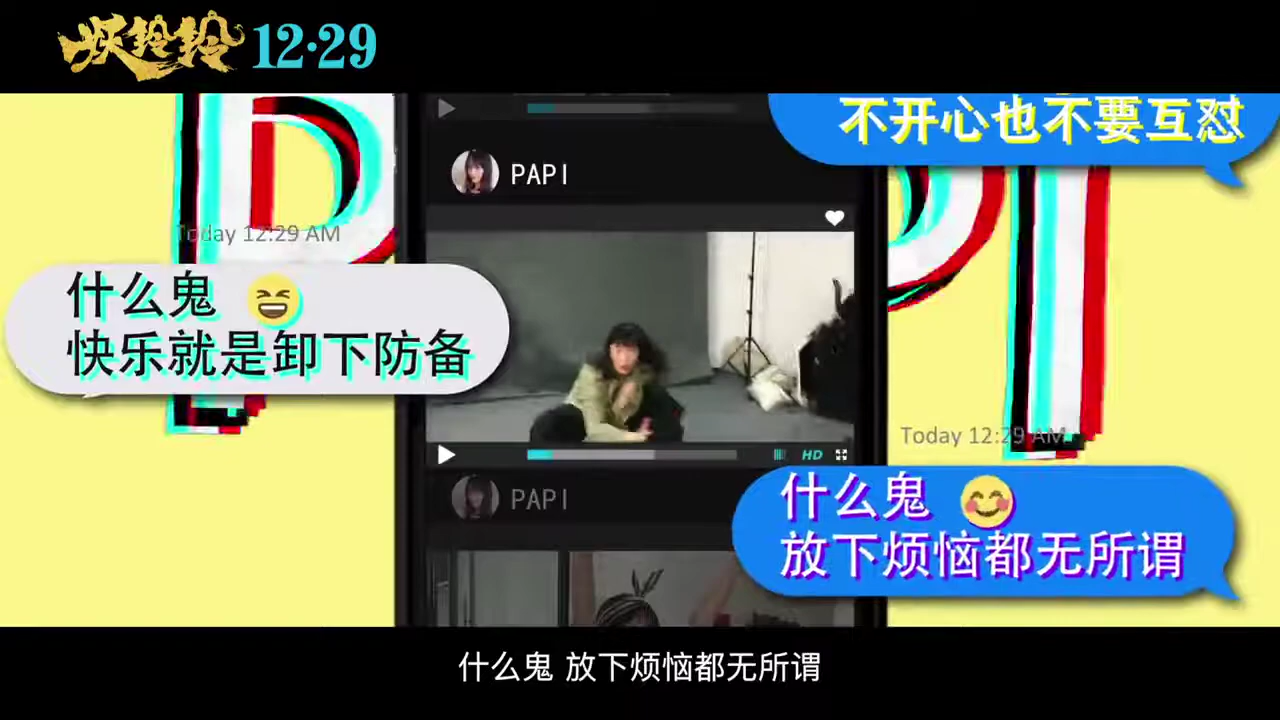 妖铃铃 12·29
不开心也不要互怼
PAPI
Today 12:29 AM
什么鬼
快乐就是卸下防备
Today 12:29 AM
HD
PAPI
什么鬼
放下烦恼都无所谓
什么鬼 放下烦恼都无所谓